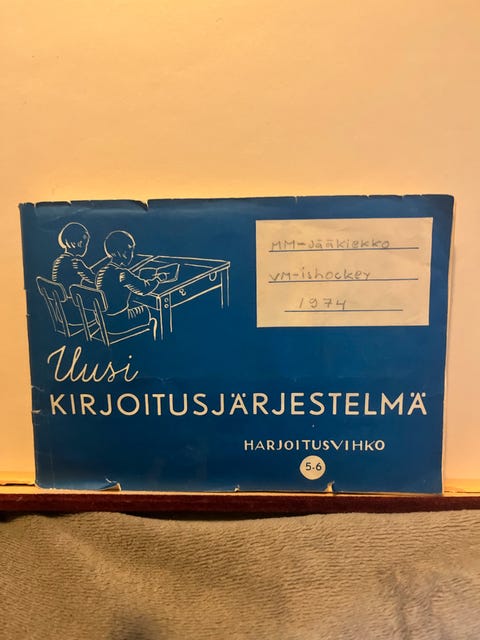 MM-Jääkiekko
VM-ishockey
1974
Uusi
KIRJOITUSJÄRJESTELMÄ
HARJOITUSVIHKO
5-6